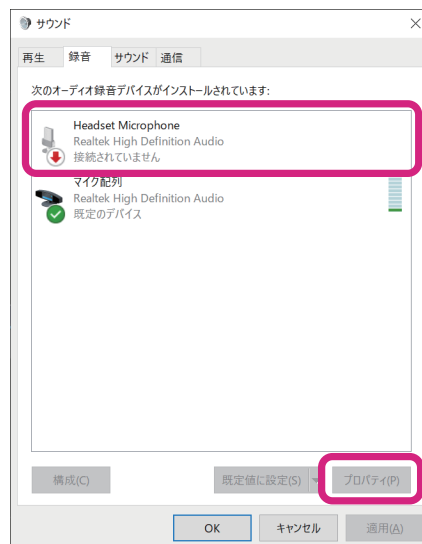 サウンド
再生 録音 サウンド 通信
次のオーディオ録音デバイスがインストールされています:
Headset Microphone
Realtek High Definition Audio
接続されていません
マイク配列
Realtek High Definition Audio
既定のデバイス
構成(C) 既定値に設定(S) プロパティ(P)
OK キャンセル 適用(A)